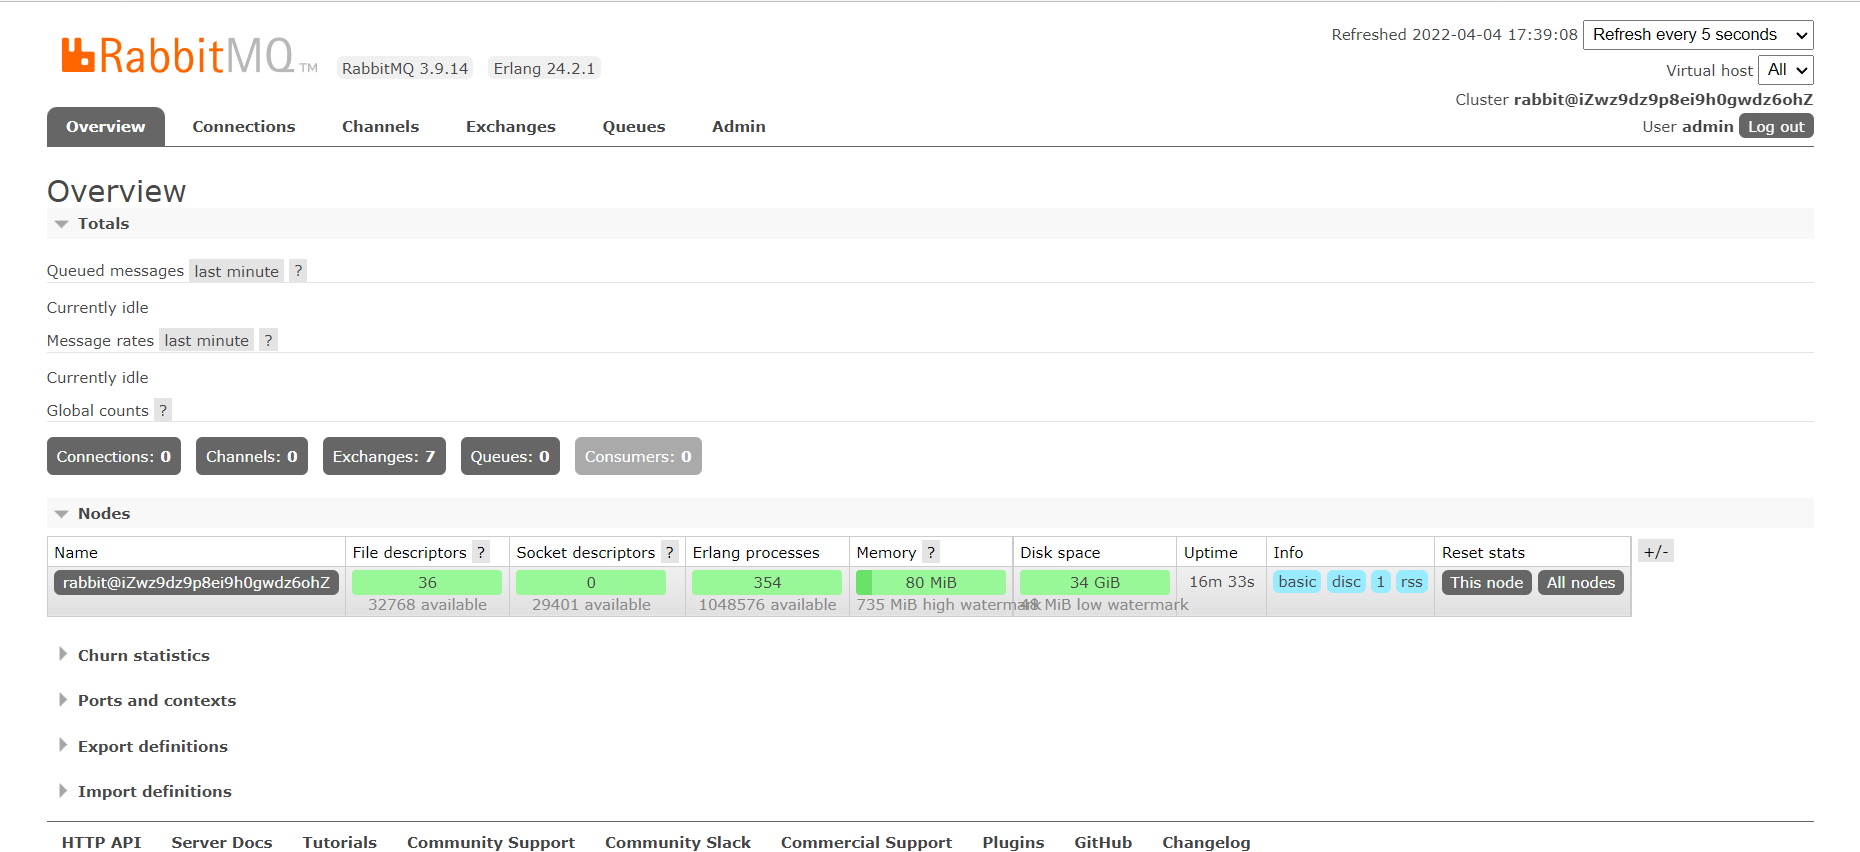 RabbitMQ TM RabbitMQ 3.9.14 Erlang 24.2.1
Refreshed 2022-04-04 17:39:08 Refresh every 5 seconds
Virtual host All
Cluster rabbit@iZwz9dz9p8ei9h0gwdz6ohZ
User admin Log out
Overview Connections Channels Exchanges Queues Admin
Overview
Totals
Queued messages last minute ?
Currently idle
Message rates last minute ?
Currently idle
Global counts ?
Connections: 0 Channels: 0 Exchanges: 7 Queues: 0 Consumers: 0
Nodes
Name File descriptors ? Socket descriptors ? Erlang processes Memory ? Disk space Uptime Info Reset stats +/-
rabbit@iZwz9dz9p8ei9h0gwdz6ohZ 36 0 354 80 MiB 34 GiB 16m 33s basic disc 1 rss This node All nodes
32768 available 29401 available 1048576 available 735 MiB high watermark 48 MiB low watermark
Churn statistics
Ports and contexts
Export definitions
Import definitions
HTTP API Server Docs Tutorials Community Support Community Slack Commercial Support Plugins GitHub Changelog